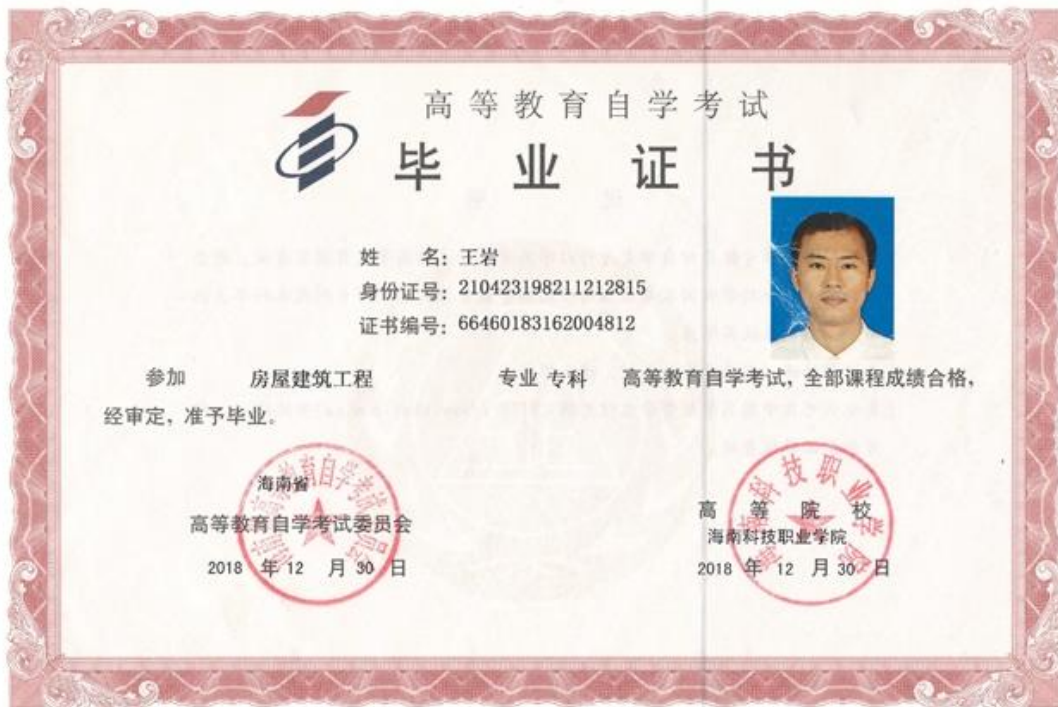 高等教育自学考试
毕业证书
姓 名：王岩
身份证号：210423198211212815
证书编号：66460183162004812
参加 房屋建筑工程 专业 专科 高等教育自学考试，全部课程成绩合格，
经审定，准予毕业。
海南省
高等教育自学考试委员会
2018 年 12 月 30 日
高等院校
海南科技职业学院
2018 年 12 月 30 日